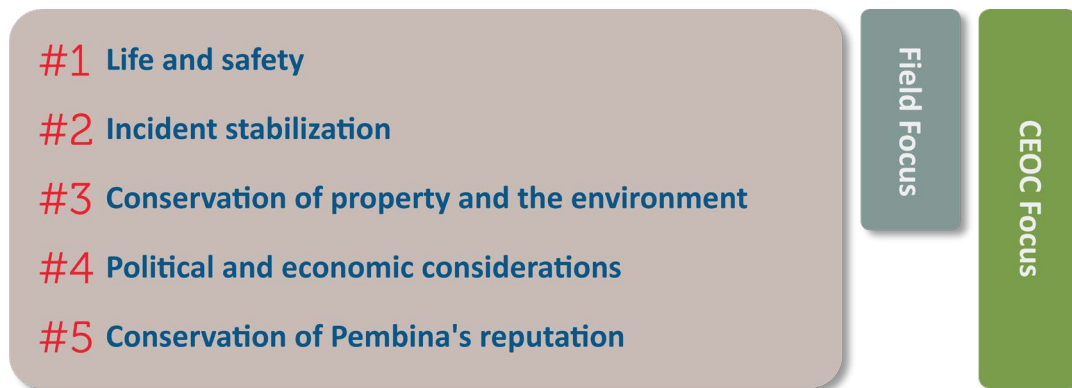 #1 Life and safety
#2 Incident stabilization
#3 Conservation of property and the environment
#4 Political and economic considerations
#5 Conservation of Pembina's reputation
Field Focus
CEOC Focus